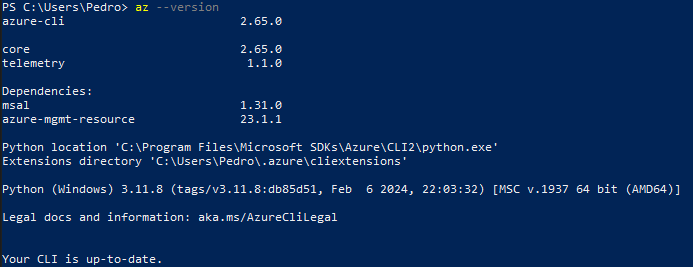 PS C:\Users\Pedro> az --version
azure-cli 2.65.0
core 2.65.0
telemetry 1.1.0
Dependencies:
msal 1.31.0
azure-mgmt-resource 23.1.1
Python location 'C:\Program Files\Microsoft SDKs\Azure\CLI2\python.exe'
Extensions directory 'C:\Users\Pedro\.azure\cliextensions'
Python (Windows) 3.11.8 (tags/v3.11.8:db85d51, Feb  6 2024, 22:03:32) [MSC v.1937 64 bit (AMD64)]
Legal docs and information: aka.ms/AzureCliLegal
Your CLI is up-to-date.